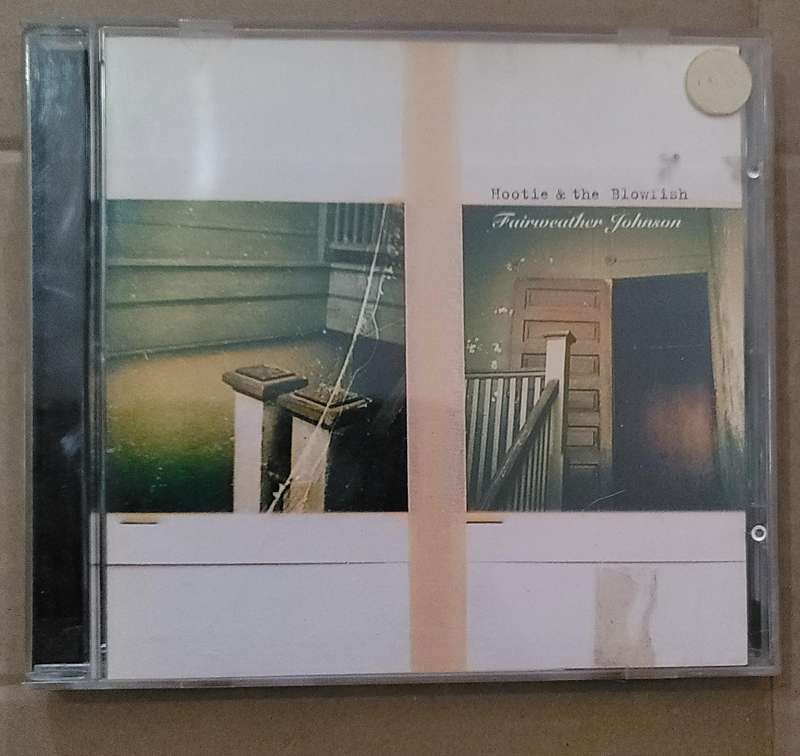 Hootie & the Blowfish
Fairweather Johnson